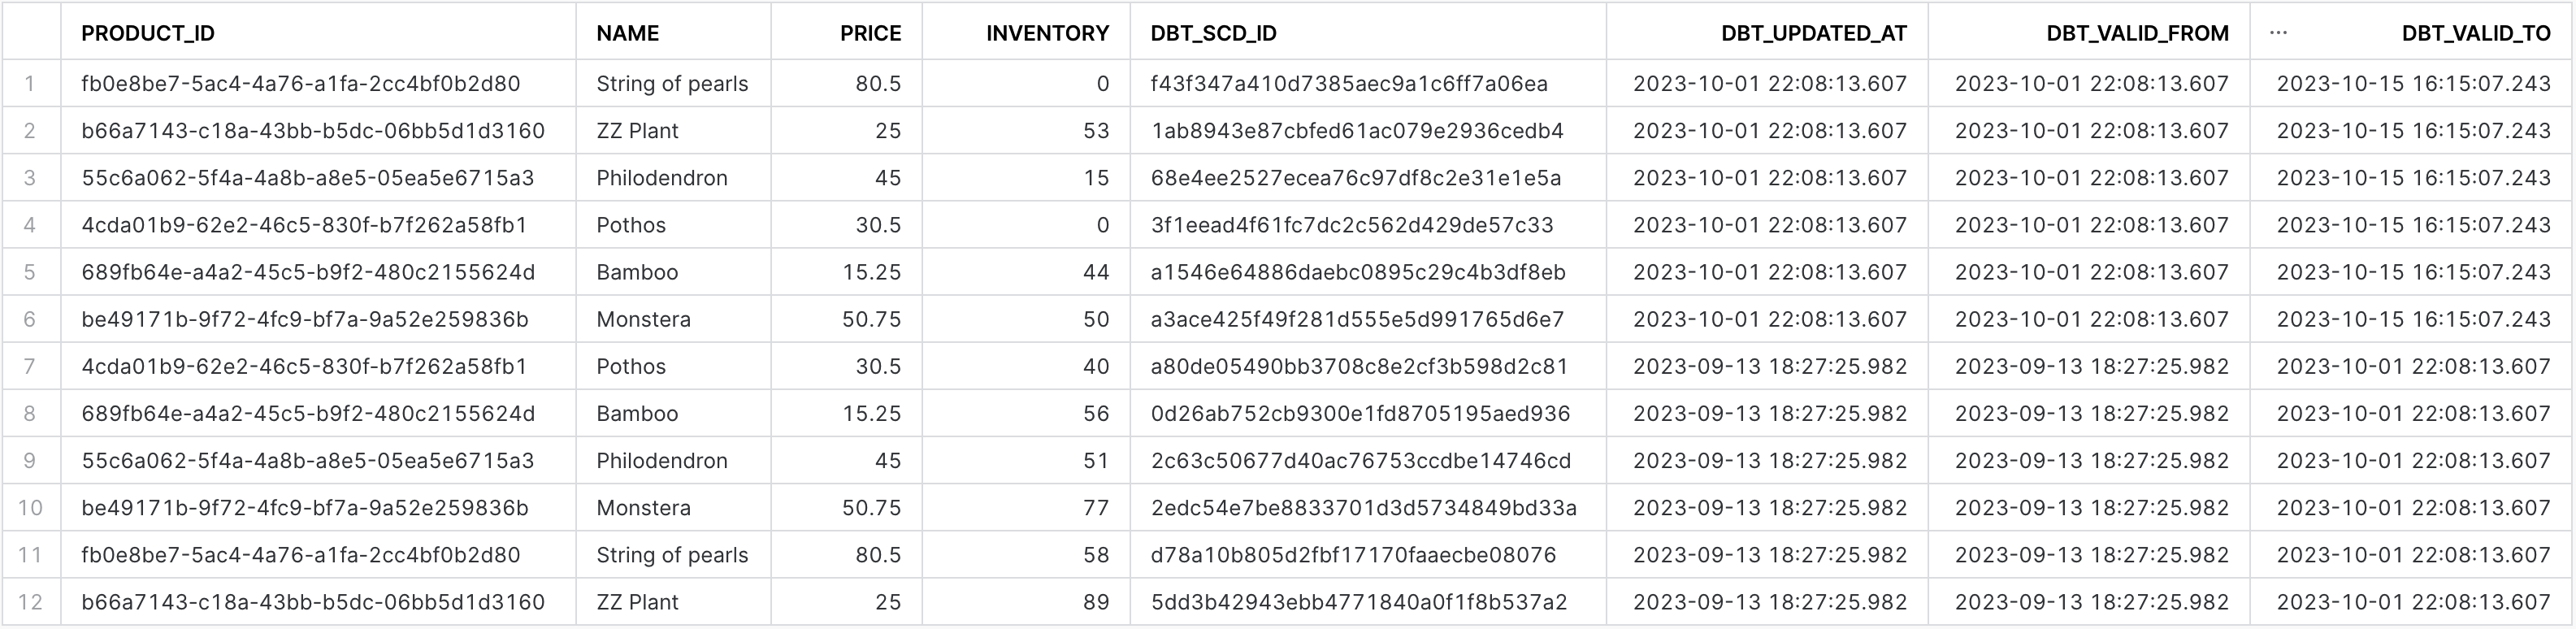 PRODUCT_ID NAME PRICE INVENTORY DBT_SCD_ID DBT_UPDATED_AT DBT_VALID_FROM ... DBT_VALID_TO
1 fb0e8be7-5ac4-4a76-a1fa-2cc4bf0b2d80 String of pearls 80.5 0 f43f347a410d7385aec9a1c6ff7a06ea 2023-10-01 22:08:13.607 2023-10-01 22:08:13.607 2023-10-15 16:15:07.243
2 b66a7143-c18a-43bb-b5dc-06bb5d1d3160 ZZ Plant 25 53 1ab8943e87cbfed61ac079e2936cedb4 2023-10-01 22:08:13.607 2023-10-01 22:08:13.607 2023-10-15 16:15:07.243
3 55c6a062-5f4a-4a8b-a8e5-05ea5e6715a3 Philodendron 45 15 68e4ee2527ecea76c97df8c2e31e1e5a 2023-10-01 22:08:13.607 2023-10-01 22:08:13.607 2023-10-15 16:15:07.243
4 4cda01b9-62e2-46c5-830f-b7f262a58fb1 Pothos 30.5 0 3f1eead4f61fc7dc2c562d429de57c33 2023-10-01 22:08:13.607 2023-10-01 22:08:13.607 2023-10-15 16:15:07.243
5 689fb64e-a4a2-45c5-b9f2-480c2155624d Bamboo 15.25 44 a1546e64886daebc0895c29c4b3df8eb 2023-10-01 22:08:13.607 2023-10-01 22:08:13.607 2023-10-15 16:15:07.243
6 be49171b-9f72-4fc9-bf7a-9a52e259836b Monstera 50.75 50 a3ace425f49f281d555e5d991765d6e7 2023-10-01 22:08:13.607 2023-10-01 22:08:13.607 2023-10-15 16:15:07.243
7 4cda01b9-62e2-46c5-830f-b7f262a58fb1 Pothos 30.5 40 a80de05490bb3708c8e2cf3b598d2c81 2023-09-13 18:27:25.982 2023-09-13 18:27:25.982 2023-10-01 22:08:13.607
8 689fb64e-a4a2-45c5-b9f2-480c2155624d Bamboo 15.25 56 0d26ab752cb9300e1fd8705195aed936 2023-09-13 18:27:25.982 2023-09-13 18:27:25.982 2023-10-01 22:08:13.607
9 55c6a062-5f4a-4a8b-a8e5-05ea5e6715a3 Philodendron 45 51 2c63c50677d40ac76753ccdbe14746cd 2023-09-13 18:27:25.982 2023-09-13 18:27:25.982 2023-10-01 22:08:13.607
10 be49171b-9f72-4fc9-bf7a-9a52e259836b Monstera 50.75 77 2edc54e7be8833701d3d5734849bd33a 2023-09-13 18:27:25.982 2023-09-13 18:27:25.982 2023-10-01 22:08:13.607
11 fb0e8be7-5ac4-4a76-a1fa-2cc4bf0b2d80 String of pearls 80.5 58 d78a10b805d2fbf17170faaecbe08076 2023-09-13 18:27:25.982 2023-09-13 18:27:25.982 2023-10-01 22:08:13.607
12 b66a7143-c18a-43bb-b5dc-06bb5d1d3160 ZZ Plant 25 89 5dd3b42943ebb4771840a0f1f8b537a2 2023-09-13 18:27:25.982 2023-09-13 18:27:25.982 2023-10-01 22:08:13.607